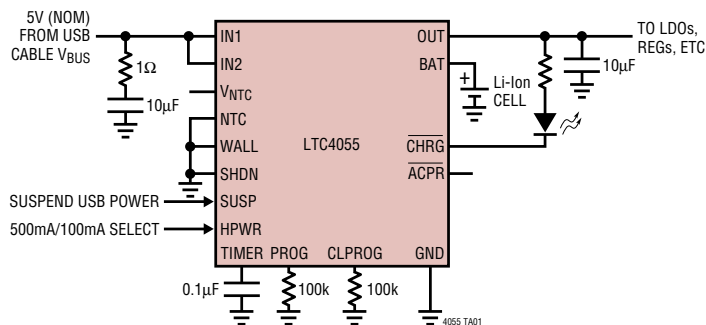 5V (NOM)
FROM USB
CABLE VBUS
1Ω
10µF
IN1
IN2
VNTC
NTC
WALL
SHDN
SUSPEND USB POWER
SUSP
500mA/100mA SELECT
HPWR
LTC4055
OUT
BAT
CHRG
ACPR
TIMER PROG CLPROG GND
0.1µF
100k
100k
+
Li-Ion
CELL
TO LDOs,
REGs, ETC
10µF
4055 TA01